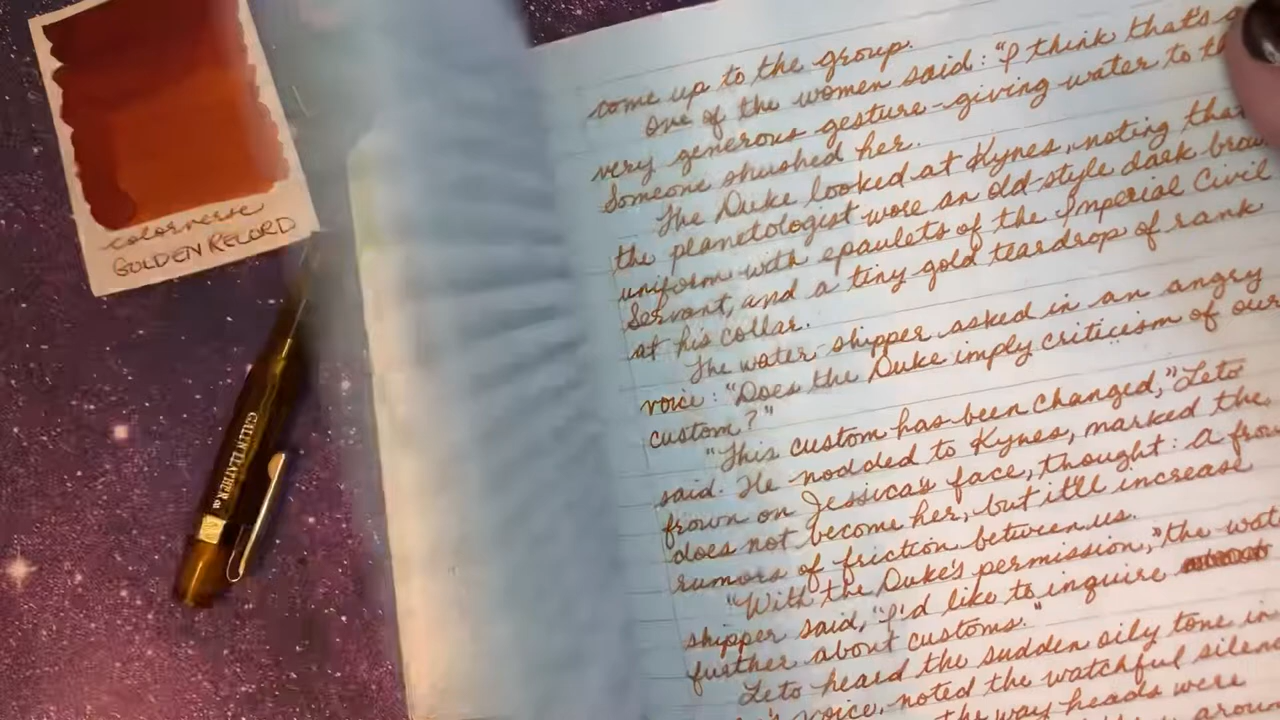 colorverse
GOLDEN RECORD
GALEN LEATHER co
come up to the group.
One of the women said: "I think that's a
very generous gesture - giving water to
Someone shushed her.
The Duke looked at Kynes, noting that
the planetologist wore an old-style dark
uniform with epaulets of the Imperial Civil
Servant, and a tiny gold teardrop of rank
at his collar.
The water-shipper asked in an angry
voice: "Does the Duke imply criticism of our
custom?"
"This custom has been changed," Leto
said. He nodded to Kynes, marked the
frown on Jessica's face, thought: A
does not become her, but it'll increase
rumors of friction between us.
"With the Duke's permission," the wat
shipper said, "I'd like to inquire
further about customs."
Leto heard the sudden oily tone in
voice, noted the watchful
the way heads were